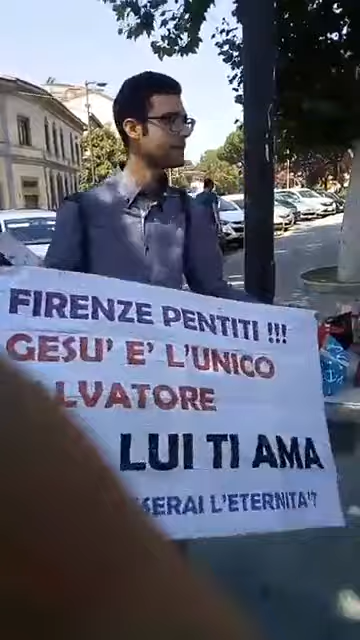 FIRENZE PENTITI !!!
GESU' E' L'UNICO
LVATORE
LUI TI AMA
SERAI L'ETERNITA'?